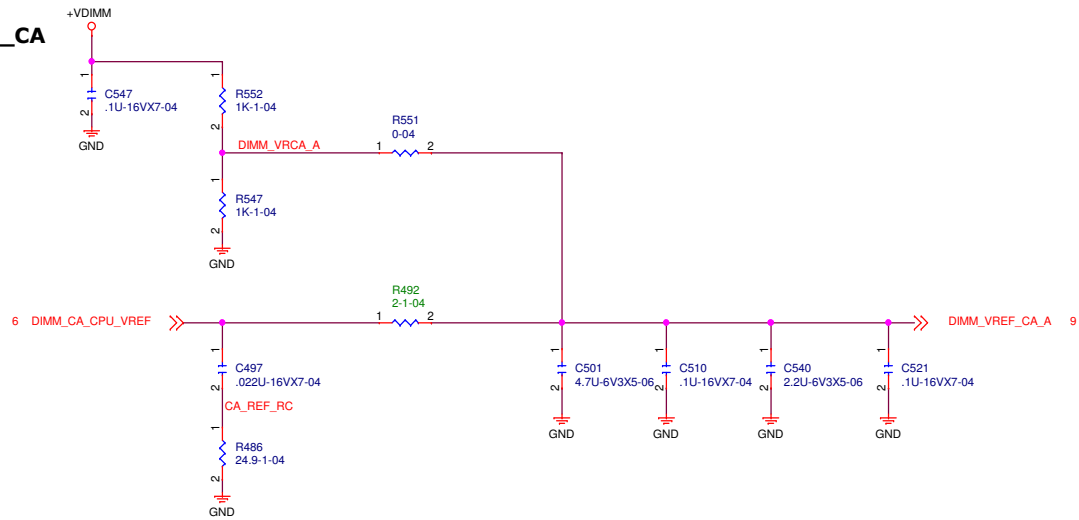 +VDIMM
_CA
1
C547
.1U-16VX7-04
2
GND
1
R552
1K-1-04
2
DIMM_VRCA_A
R551
0-04
1 2
1
R547
1K-1-04
2
GND
R492
2-1-04
1 2
6 DIMM_CA_CPU_VREF
DIMM_VREF_CA_A 9
1
C497
.022U-16VX7-04
2
CA_REF_RC
1
R486
24.9-1-04
2
GND
1
C501
4.7U-6V3X5-06
2
GND
1
C510
.1U-16VX7-04
2
GND
1
C540
2.2U-6V3X5-06
2
GND
1
C521
.1U-16VX7-04
2
GND